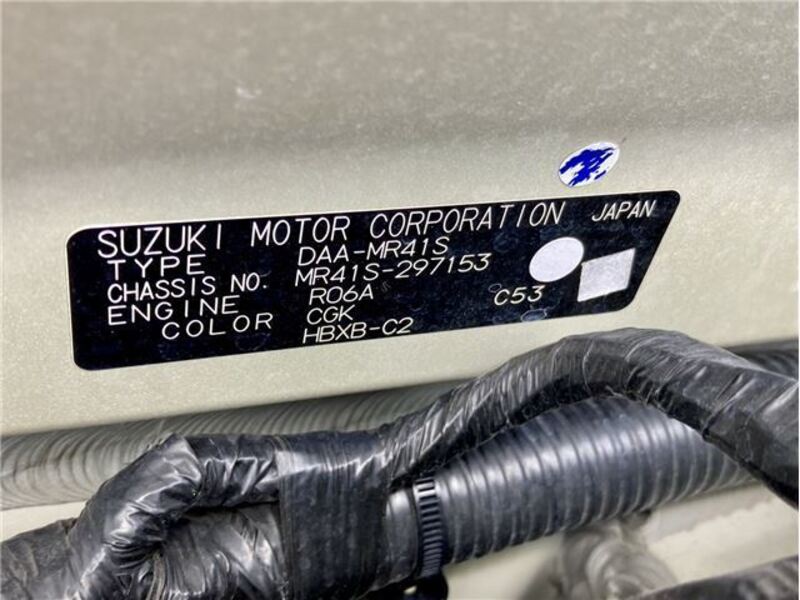 SUZUKI MOTOR CORPORATION JAPAN
TYPE DAA-MR41S
CHASSIS NO. MR41S-297153
ENGINE R06A C53
COLOR CGK
HBXB-C2